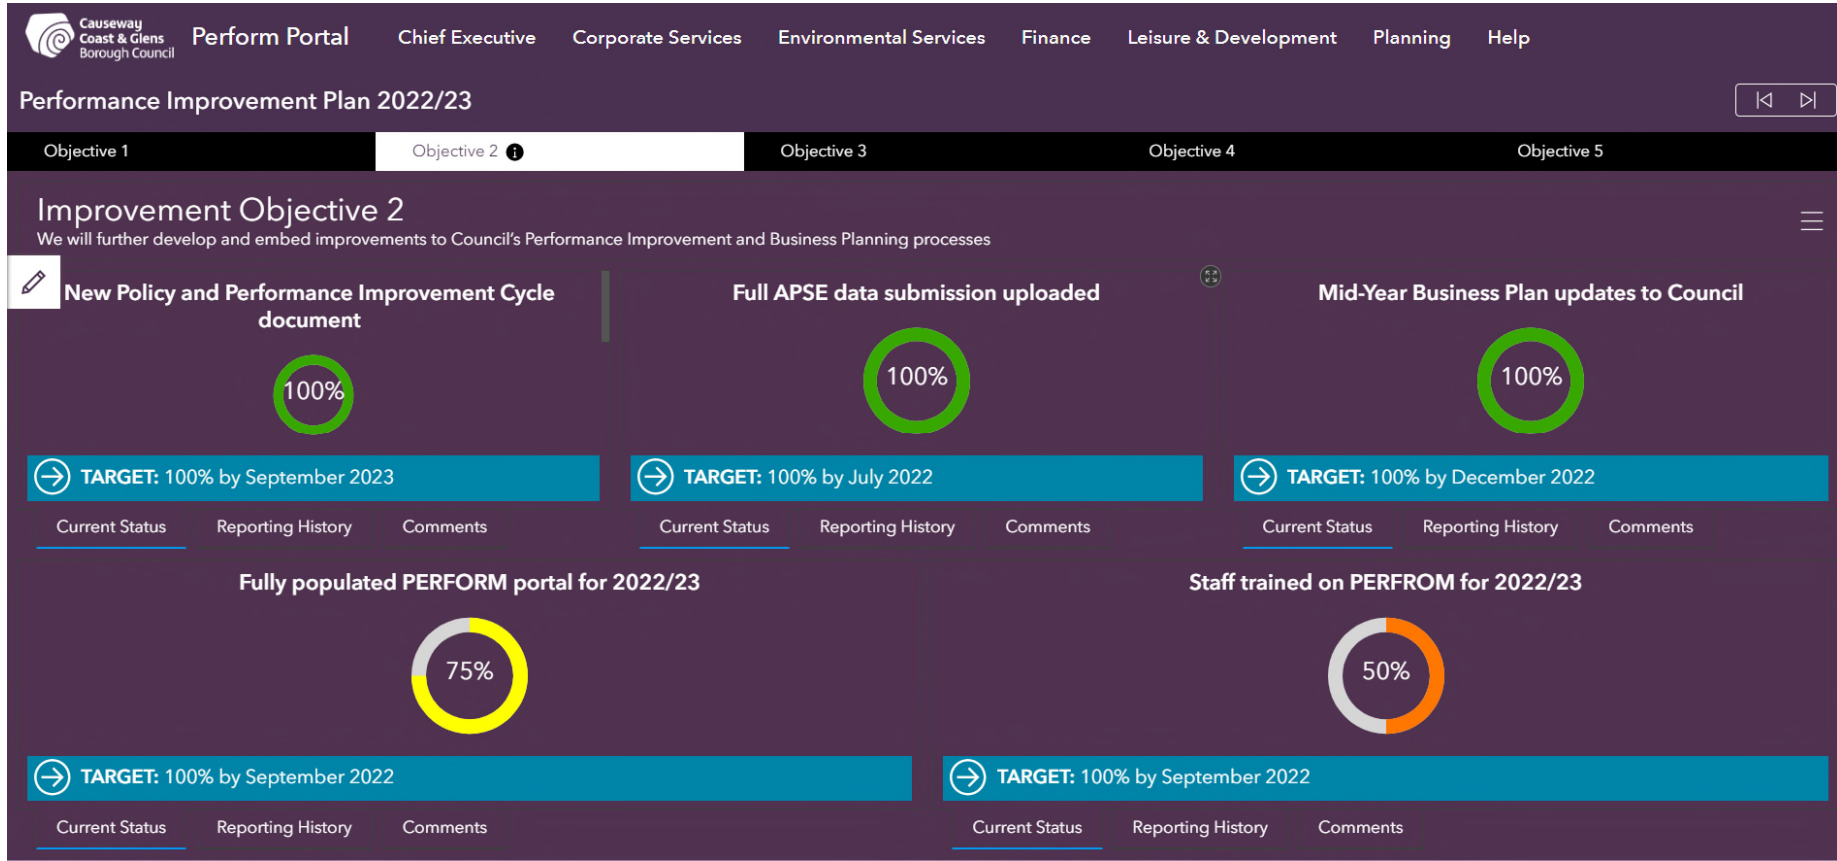 Causeway
Coast & Glens
Borough Council
Perform Portal Chief Executive Corporate Services Environmental Services Finance Leisure & Development Planning Help
Performance Improvement Plan 2022/23
Objective 1 Objective 2 Objective 3 Objective 4 Objective 5
Improvement Objective 2
We will further develop and embed improvements to Council's Performance Improvement and Business Planning processes
New Policy and Performance Improvement Cycle
document
100%
TARGET: 100% by September 2023
Current Status Reporting History Comments
Full APSE data submission uploaded
100%
TARGET: 100% by July 2022
Current Status Reporting History Comments
Mid-Year Business Plan updates to Council
100%
TARGET: 100% by December 2022
Current Status Reporting History Comments
Fully populated PERFORM portal for 2022/23
75%
TARGET: 100% by September 2022
Current Status Reporting History Comments
Staff trained on PERFROM for 2022/23
50%
TARGET: 100% by September 2022
Current Status Reporting History Comments